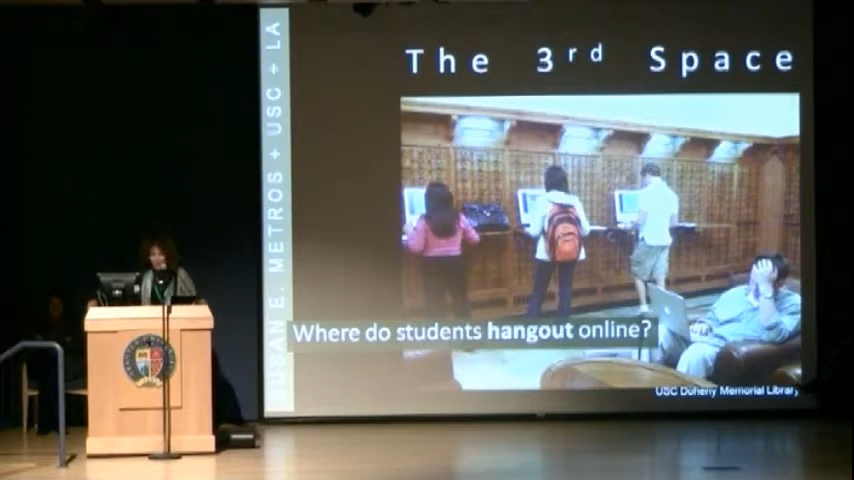 The 3rd Space
SUSAN E. METROS + USC + LA
Where do students hangout online?
USC Doheny Memorial Library